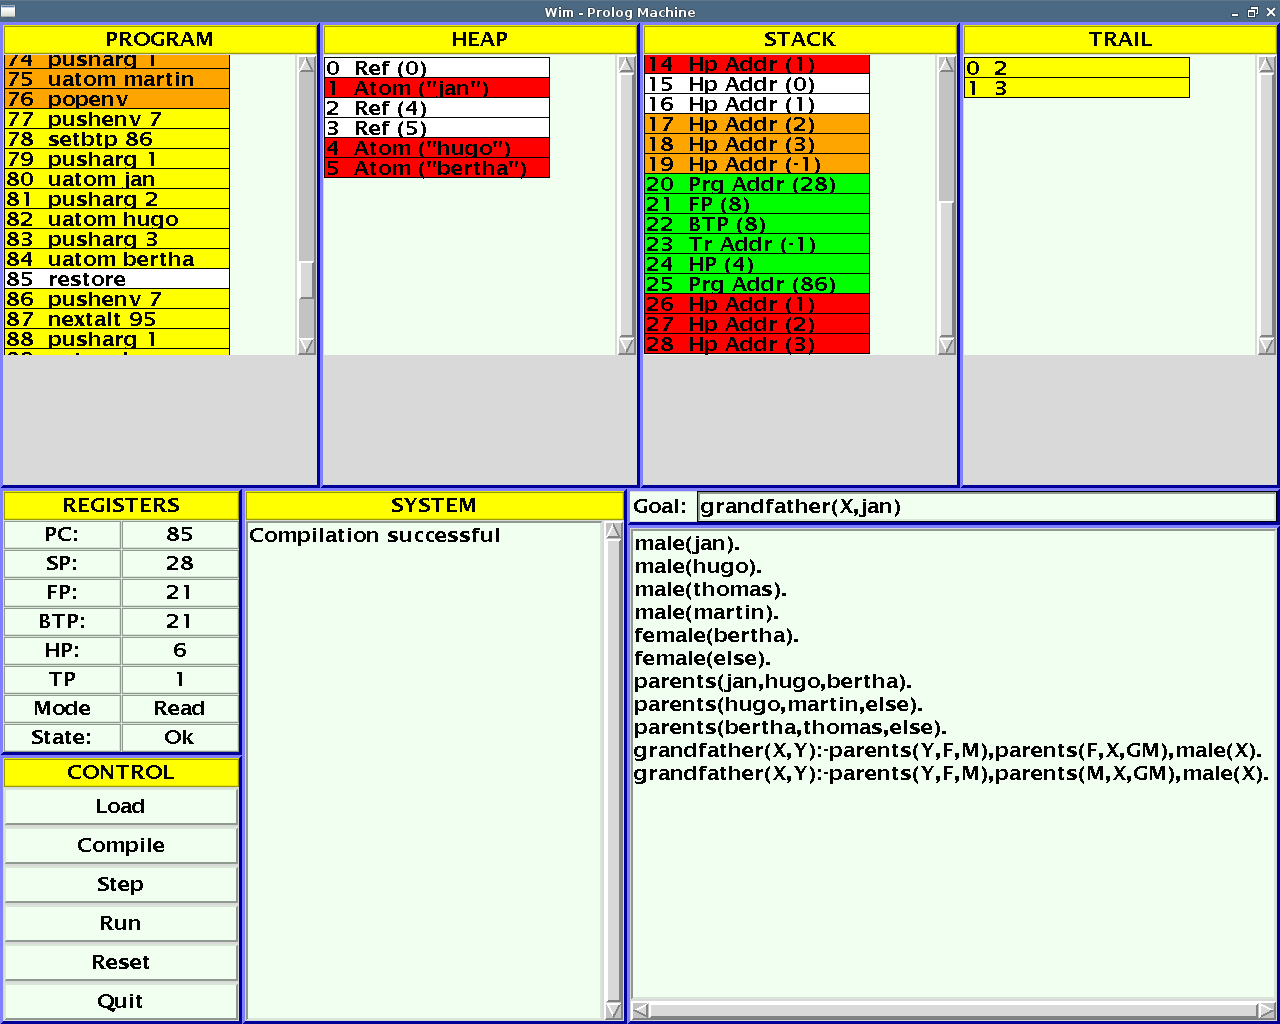 Wim - Prolog Machine
PROGRAM
74 pusharg 1
75 uatom martin
76 popenv
77 pushenv 7
78 setbtp 86
79 pusharg 1
80 uatom jan
81 pusharg 2
82 uatom hugo
83 pusharg 3
84 uatom bertha
85 restore
86 pushenv 7
87 nextalt 95
88 pusharg 1
HEAP
0 Ref (0)
1 Atom ("jan")
2 Ref (4)
3 Ref (5)
4 Atom ("hugo")
5 Atom ("bertha")
STACK
14 Hp Addr (1)
15 Hp Addr (0)
16 Hp Addr (1)
17 Hp Addr (2)
18 Hp Addr (3)
19 Hp Addr (-1)
20 Prg Addr (28)
21 FP (8)
22 BTP (8)
23 Tr Addr (-1)
24 HP (4)
25 Prg Addr (86)
26 Hp Addr (1)
27 Hp Addr (2)
28 Hp Addr (3)
TRAIL
0 2
1 3
REGISTERS
PC: 85
SP: 28
FP: 21
BTP: 21
HP: 6
TP 1
Mode Read
State: Ok
CONTROL
Load
Compile
Step
Run
Reset
Quit
SYSTEM
Compilation successful
Goal: grandfather(X,jan)
male(jan).
male(hugo).
male(thomas).
male(martin).
female(bertha).
female(else).
parents(jan,hugo,bertha).
parents(hugo,martin,else).
parents(bertha,thomas,else).
grandfather(X,Y):-parents(Y,F,M),parents(F,X,GM),male(X).
grandfather(X,Y):-parents(Y,F,M),parents(M,X,GM),male(X).